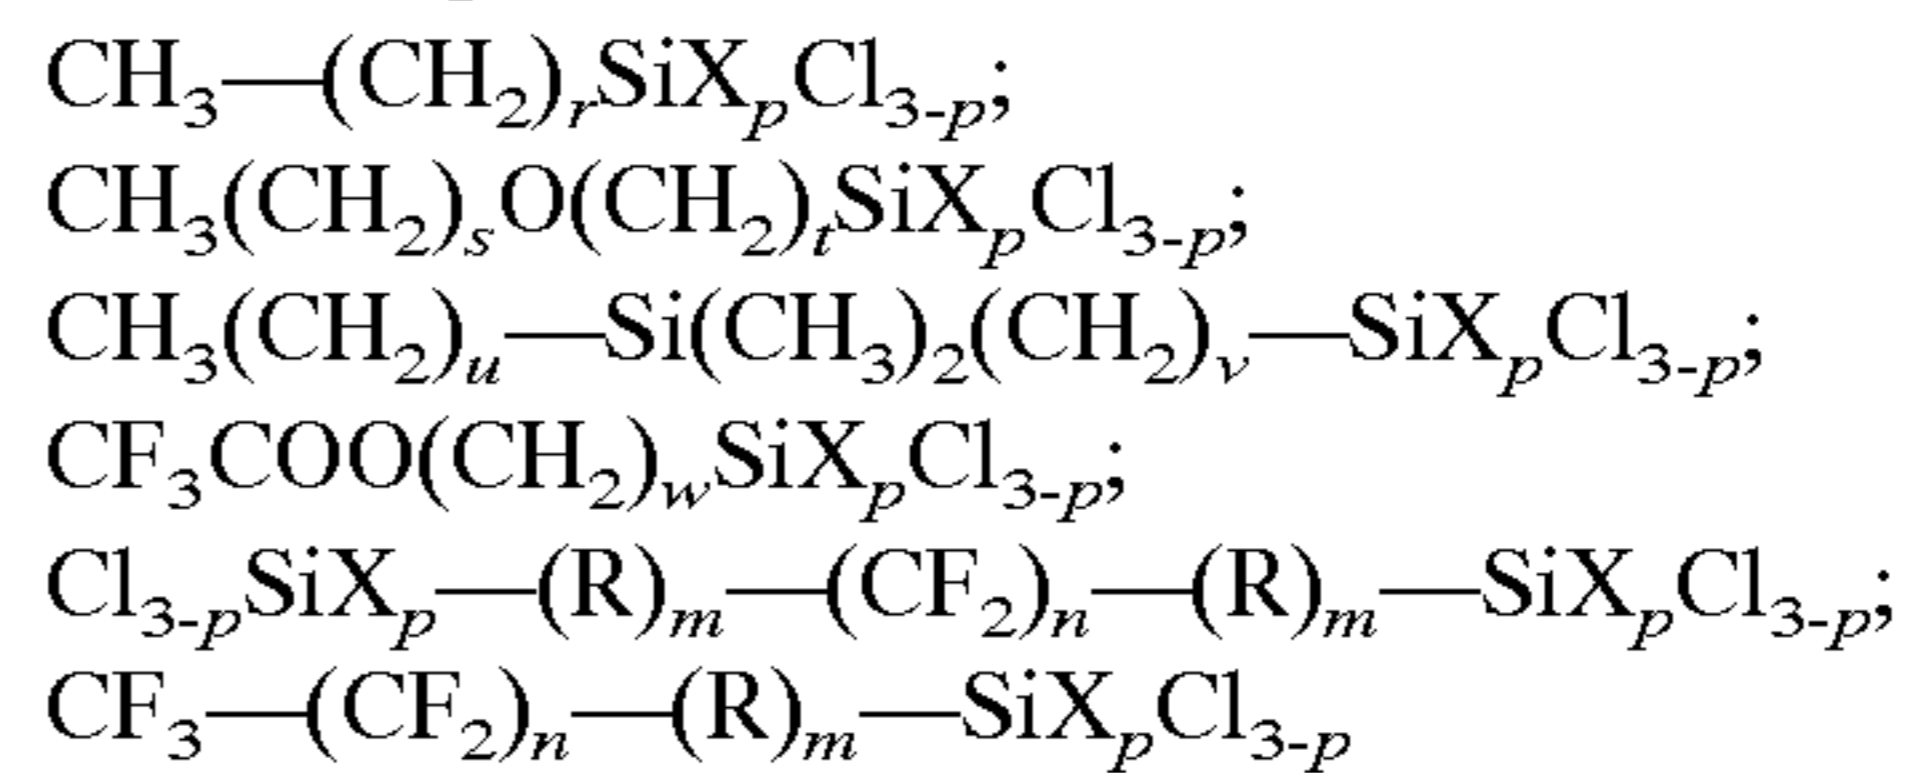 CH₃—(CH₂)ᵣSiXₚCl₃₋ₚ;
CH₃(CH₂)ₛO(CH₂)ₜSiXₚCl₃₋ₚ;
CH₃(CH₂)ᵤ—Si(CH₃)₂(CH₂)ᵥ—SiXₚCl₃₋ₚ;
CF₃COO(CH₂)_wSiXₚCl₃₋ₚ;
Cl₃₋ₚSiXₚ—(R)ₘ—(CF₂)ₙ—(R)ₘ—SiXₚCl₃₋ₚ;
CF₃—(CF₂)ₙ—(R)ₘ—SiXₚCl₃₋ₚ